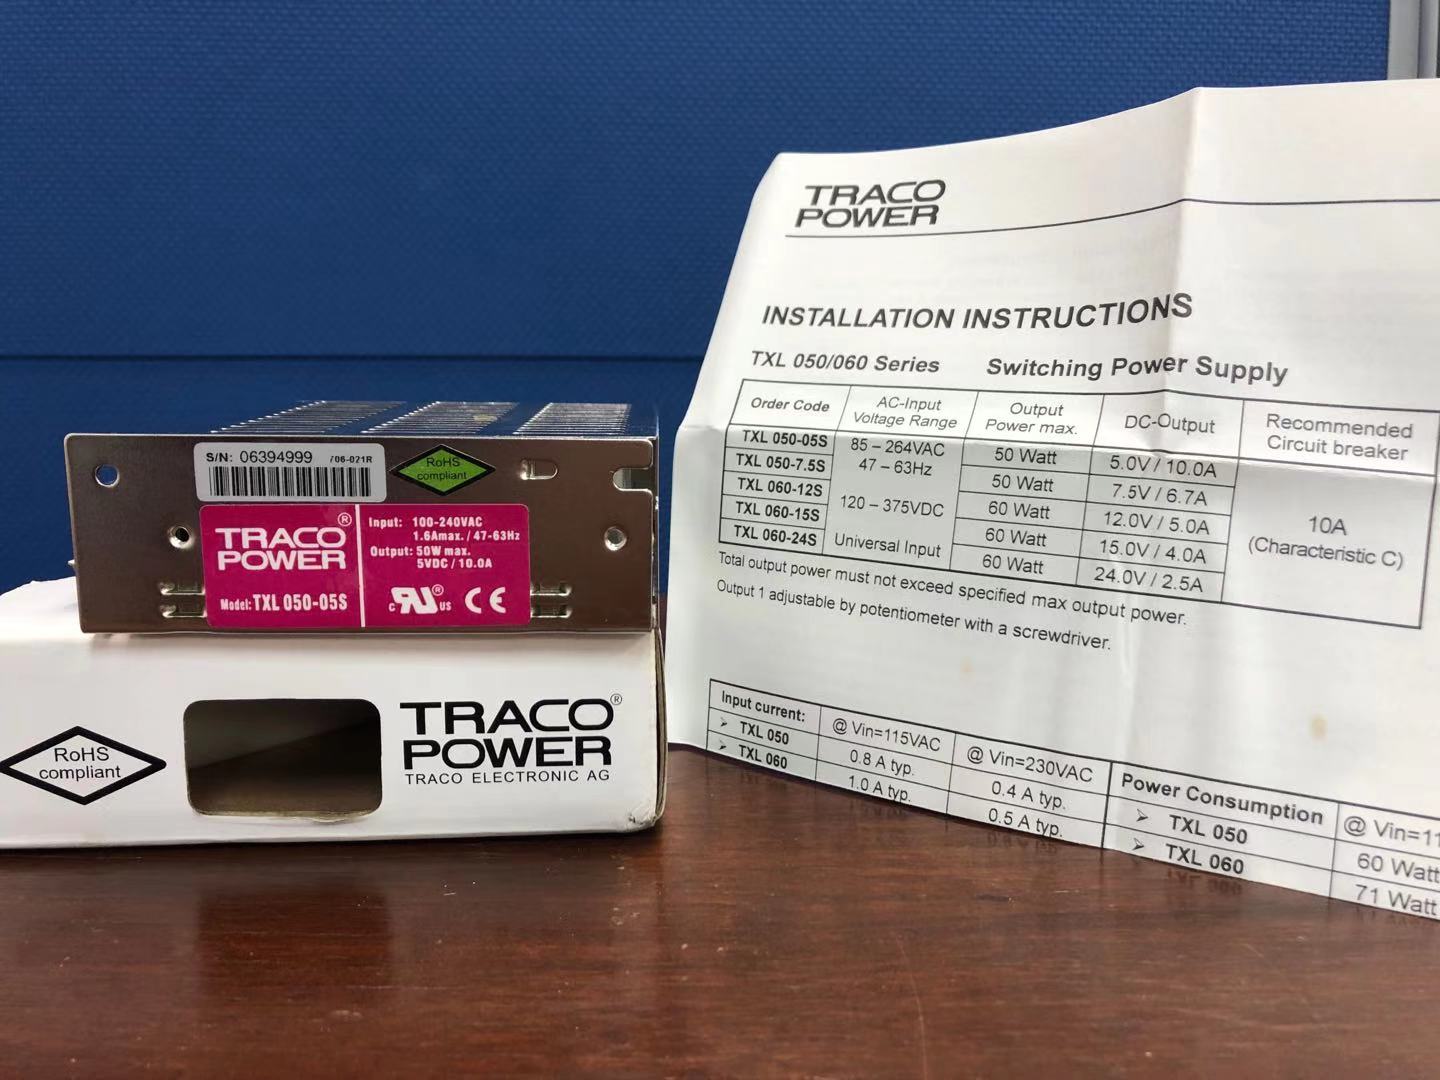 S/N: 06394999 /06-021R
RoHS
compliant
TRACO®
POWER
Model: TXL 050-05S
Input: 100-240VAC
1.6Amax. / 47-63Hz
Output: 50W max.
5VDC / 10.0A
c RU® US CE
RoHS
compliant
TRACO®
POWER
TRACO ELECTRONIC AG
TRACO
POWER
INSTALLATION INSTRUCTIONS
TXL 050/060 Series Switching Power Supply
Order Code
AC-Input
Voltage Range
Output
Power max.
DC-Output
Recommended
Circuit breaker
TXL 050-05S
TXL 050-7.5S
TXL 060-12S
TXL 060-15S
TXL 060-24S
85 – 264VAC
47 – 63Hz
120 – 375VDC
Universal Input
50 Watt
50 Watt
60 Watt
60 Watt
60 Watt
5.0V / 10.0A
7.5V / 6.7A
12.0V / 5.0A
15.0V / 4.0A
24.0V / 2.5A
10A
(Characteristic C)
Total output power must not exceed specified max output power.
Output 1 adjustable by potentiometer with a screwdriver.
Input current: @ Vin=115VAC @ Vin=230VAC
➢ TXL 050 0.8 A typ. 0.4 A typ.
➢ TXL 060 1.0 A typ. 0.5 A typ.
Power Consumption @ Vin=11
➢ TXL 050 60 Watt
➢ TXL 060 71 Watt